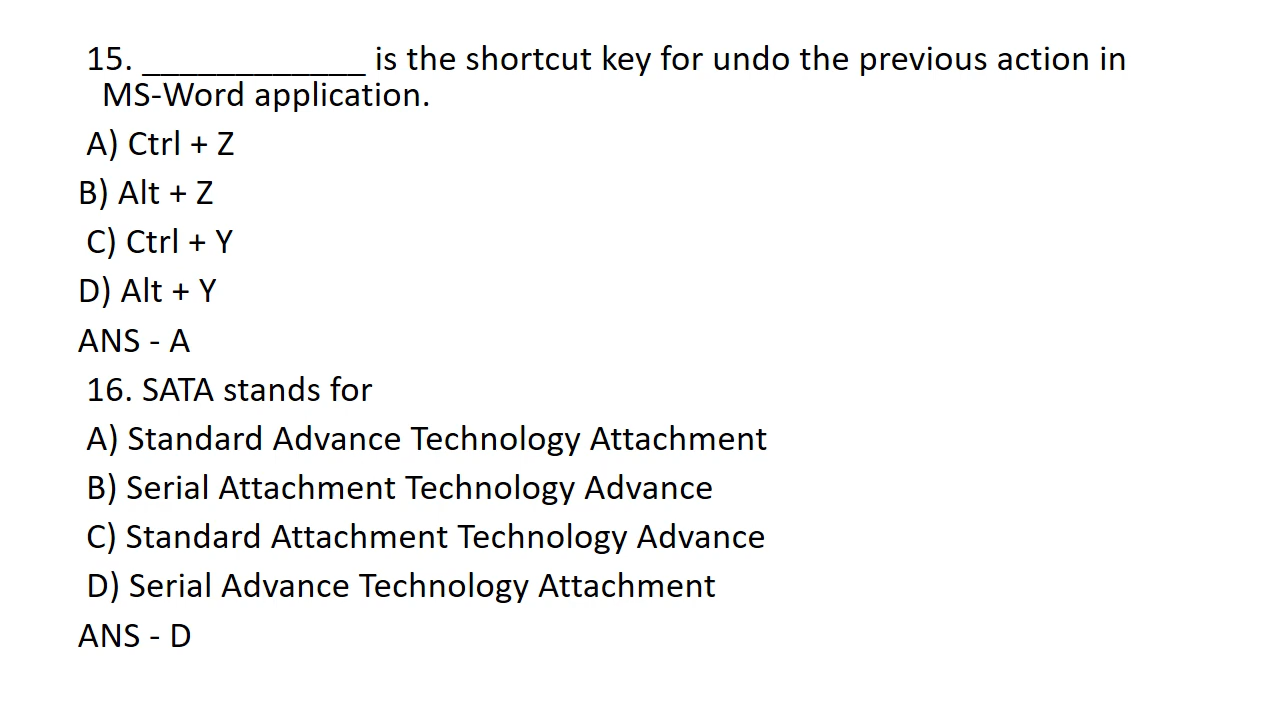 15. _____________ is the shortcut key for undo the previous action in
MS-Word application.
A) Ctrl + Z
B) Alt + Z
C) Ctrl + Y
D) Alt + Y
ANS - A
16. SATA stands for
A) Standard Advance Technology Attachment
B) Serial Attachment Technology Advance
C) Standard Attachment Technology Advance
D) Serial Advance Technology Attachment
ANS - D